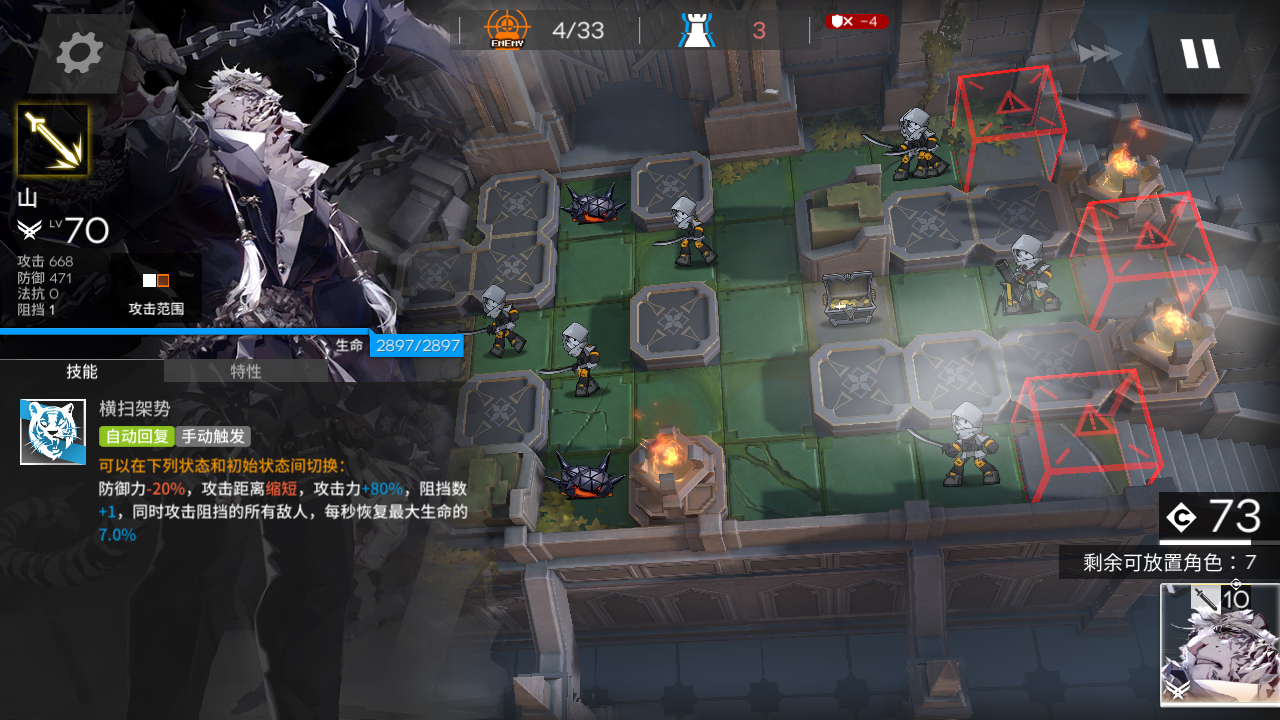 ENEMY 4/33 3 × -4
山
LV 70
攻击 668
防御 471
法抗 0
阻挡 1
攻击范围
生命 2897/2897
技能 特性
横扫架势
自动回复 手动触发
可以在下列状态和初始状态间切换：
防御力-20%，攻击距离缩短，攻击力+80%，阻挡数
+1，同时攻击阻挡的所有敌人，每秒恢复最大生命的
7.0%
C 73
剩余可放置角色：7
C
10